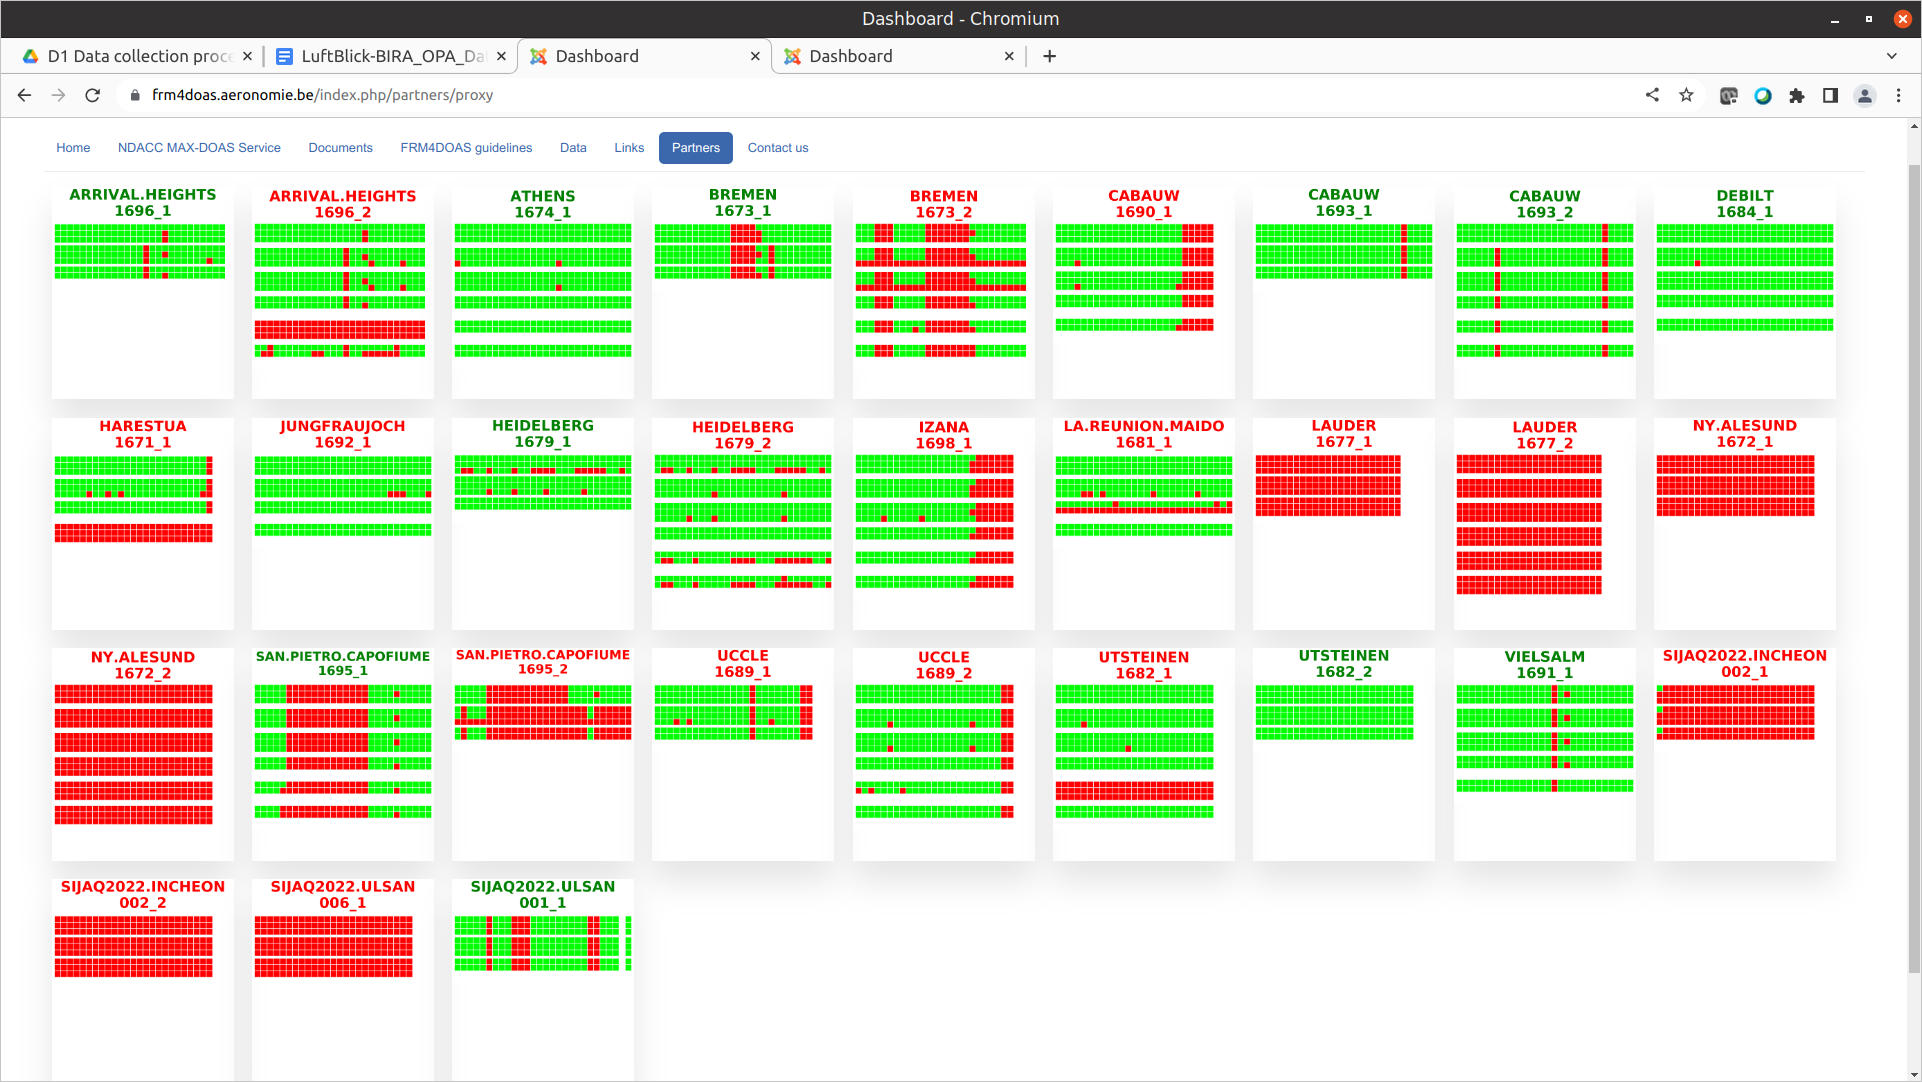 Dashboard - Chromium
D1 Data collection proc
LuftBlick-BIRA_OPA_Da
Dashboard
Dashboard
frm4doas.aeronomie.be/index.php/partners/proxy
Home NDACC MAX-DOAS Service Documents FRM4DOAS guidelines Data Links Partners Contact us
ARRIVAL.HEIGHTS
1696_1
ARRIVAL.HEIGHTS
1696_2
ATHENS
1674_1
BREMEN
1673_1
BREMEN
1673_2
CABAUW
1690_1
CABAUW
1693_1
CABAUW
1693_2
DEBILT
1684_1
HARESTUA
1671_1
JUNGFRAUJOCH
1692_1
HEIDELBERG
1679_1
HEIDELBERG
1679_2
IZANA
1698_1
LA.REUNION.MAIDO
1681_1
LAUDER
1677_1
LAUDER
1677_2
NY.ALESUND
1672_1
NY.ALESUND
1672_2
SAN.PIETRO.CAPOFIUME
1695_1
SAN.PIETRO.CAPOFIUME
1695_2
UCCLE
1689_1
UCCLE
1689_2
UTSTEINEN
1682_1
UTSTEINEN
1682_2
VIELSALM
1691_1
SIJAQ2022.INCHEON
002_1
SIJAQ2022.INCHEON
002_2
SIJAQ2022.ULSAN
006_1
SIJAQ2022.ULSAN
001_1